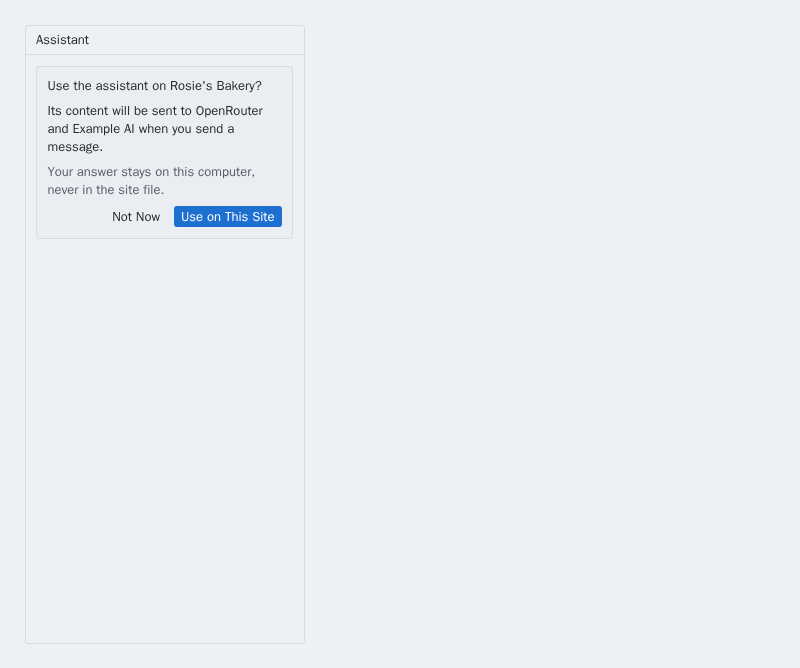 Assistant
Use the assistant on Rosie's Bakery?
Its content will be sent to OpenRouter
and Example AI when you send a
message.
Your answer stays on this computer,
never in the site file.
Not Now
Use on This Site